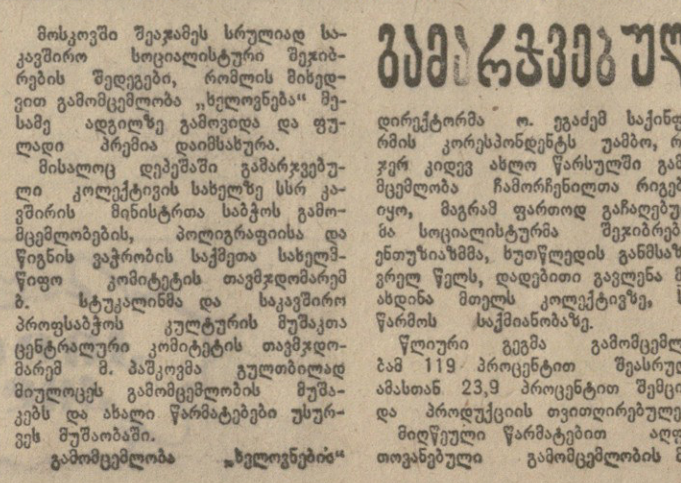 მოსკოვში შეაჯამეს სრულიად სა-
კავშირო სოციალისტური შეჯიბ-
რების შედეგები, რომლის მიხედ-
ვით გამომცემლობა „ხელოვნება“ მე-
სამე ადგილზე გამოვიდა და ფუ-
ლადი პრემია დაიმსახურა.
მისალოც დეპეშაში გამარჯვებუ-
ლი კოლექტივის სახელზე სსრ კა-
ვშირის მინისტრთა საბჭოს გამო-
მცემლობების, პოლიგრაფიისა და
წიგნის ვაჭრობის საქმეთა სახელმ-
წიფო კომიტეტის თავმჯდომარემ
ბ. სტუკალინმა და საკავშირო
პროფსაბჭოს კულტურის მუშაკთა
ცენტრალური კომიტეტის თავმჯდო-
მარემ მ. პაშკოვმა გულთბილად
მიულოცეს გამომცემლობის მუშა-
კებს და ახალი წარმატებები უსურ-
ვეს მუშაობაში.
გამომცემლობა „ხელოვნების“
გამარჯვებულ
დირექტორმა ო. ეგაძემ საქინფ
რმის კორესპონდენტს უამბო, რ
ჯერ კიდევ ახლო წარსულში გამ
მცემლობა ჩამორჩენილთა რიგებ
იყო, მაგრამ ფართოდ გაჩაღებუ
მა სოციალისტურმა შეჯიბრებ
ენთუზიაზმმა, ხუთწლედის განმსაზ
ვრელ წელს, დადებითი გავლენა მ
ახდინა მთელს კოლექტივზე, ს
წარმოს საქმიანობაზე.
წლიური გეგმა გამომცემლ
ბამ 119 პროცენტით შეასრუ
ამასთან 23,9 პროცენტით შემცი
და პროდუქციის თვითღირებულე
მიღწეული წარმატებით აღფ
თოვანებული გამომცემლობის მ